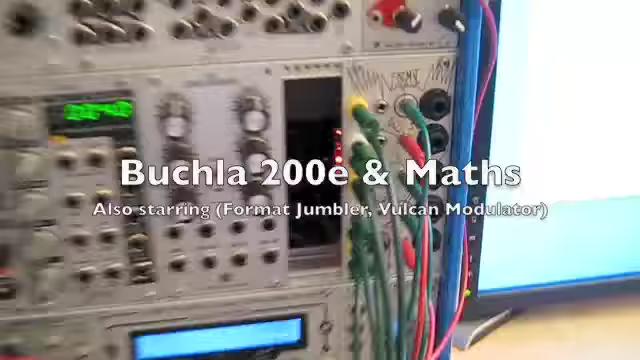 Buchla 200e & Maths
Also starring (Format Jumbler, Vulcan Modulator)